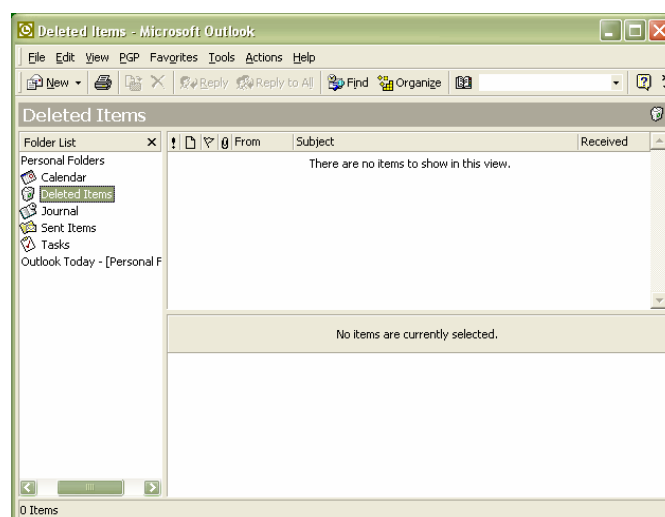 Deleted Items - Microsoft Outlook
File Edit View PGP Favorites Tools Actions Help
New Reply Reply to All Find Organize
Deleted Items
Folder List
! From Subject Received
Personal Folders
There are no items to show in this view.
Calendar
Deleted Items
Journal
Sent Items
Tasks
Outlook Today - [Personal F
No items are currently selected.
0 Items